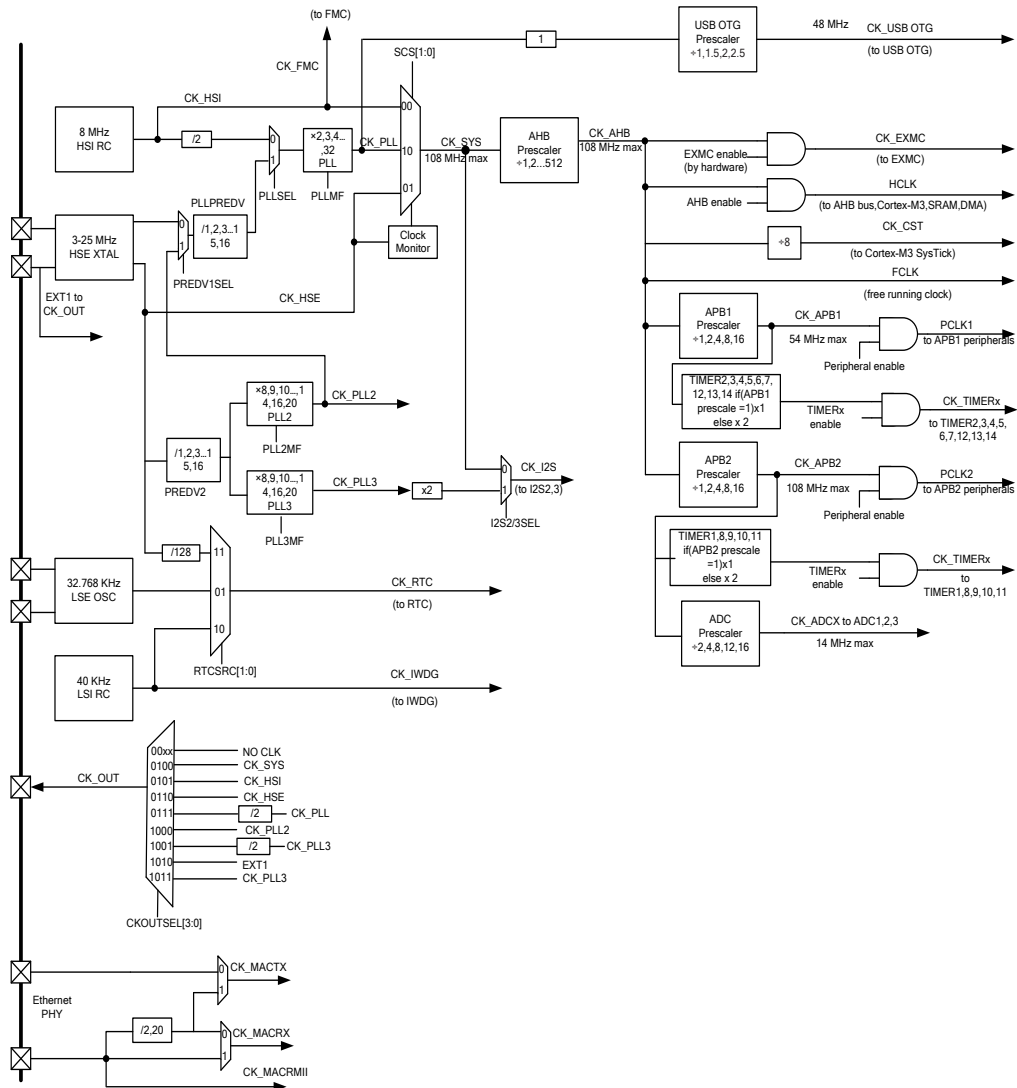 (to FMC)
CK_FMC
SCS[1:0]
1
USB OTG
Prescaler
÷1,1.5,2,2.5
48 MHz
CK_USB OTG
(to USB OTG)
CK_HSI
8 MHz
HSI RC
/2
0
1
PLLSEL
×2,3,4...
,32
PLL
PLLMF
CK_PLL
00
10
01
CK_SYS
108 MHz max
AHB
Prescaler
÷1,2...512
CK_AHB
108 MHz max
EXMC enable
(by hardware)
CK_EXMC
(to EXMC)
AHB enable
HCLK
(to AHB bus,Cortex-M3,SRAM,DMA)
÷8
CK_CST
(to Cortex-M3 SysTick)
FCLK
(free running clock)
3-25 MHz
HSE XTAL
0
1
PREDV1SEL
PLLPREDV
/1,2,3...1
5,16
Clock
Monitor
CK_HSE
EXT1 to
CK_OUT
APB1
Prescaler
÷1,2,4,8,16
CK_APB1
54 MHz max
Peripheral enable
PCLK1
to APB1 peripherals
TIMER2,3,4,5,6,7,
12,13,14 if(APB1
prescale =1)x1
else x 2
TIMERx
enable
CK_TIMERx
to TIMER2,3,4,5,
6,7,12,13,14
×8,9,10...,1
4,16,20
PLL2
PLL2MF
CK_PLL2
/1,2,3...1
5,16
PREDV2
×8,9,10...,1
4,16,20
PLL3
PLL3MF
CK_PLL3
x2
0
1
I2S2/3SEL
CK_I2S
(to I2S2,3)
APB2
Prescaler
÷1,2,4,8,16
CK_APB2
108 MHz max
Peripheral enable
PCLK2
to APB2 peripherals
TIMER1,8,9,10,11
if(APB2 prescale
=1)x1
else x 2
TIMERx
enable
CK_TIMERx
to
TIMER1,8,9,10,11
ADC
Prescaler
÷2,4,8,12,16
CK_ADCX to ADC1,2,3
14 MHz max
/128
11
01
10
RTCSRC[1:0]
32.768 KHz
LSE OSC
CK_RTC
(to RTC)
40 KHz
LSI RC
CK_IWDG
(to IWDG)
CK_OUT
00xx NO CLK
0100 CK_SYS
0101 CK_HSI
0110 CK_HSE
0111 /2 CK_PLL
1000 CK_PLL2
1001 /2 CK_PLL3
1010 EXT1
1011 CK_PLL3
CKOUTSEL[3:0]
Ethernet
PHY
0
1
CK_MACTX
/2,20
0
1
CK_MACRX
CK_MACRMII